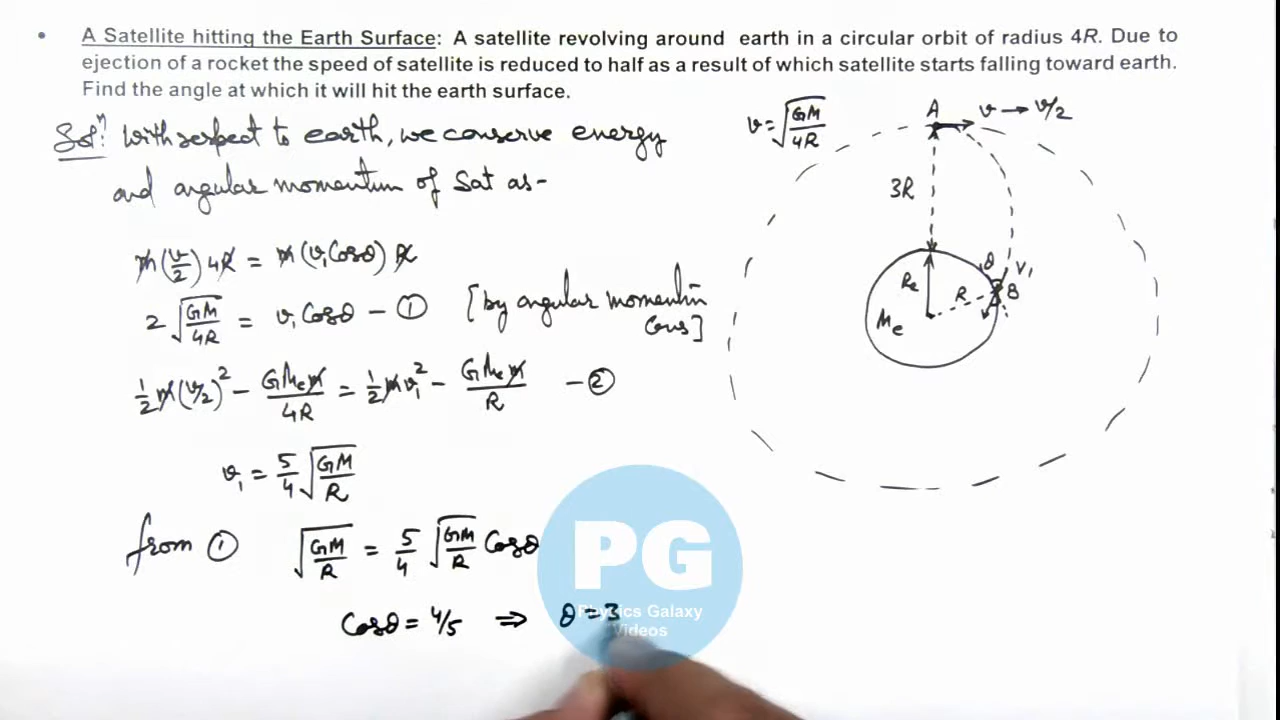 • A Satellite hitting the Earth Surface: A satellite revolving around earth in a circular orbit of radius 4R. Due to
ejection of a rocket the speed of satellite is reduced to half as a result of which satellite starts falling toward earth.
Find the angle at which it will hit the earth surface.
Solⁿ: With respect to earth, we conserve energy
and angular momentum of Sat as-
m(v/2) 4R = m(v₁ Cosθ) R
2 √(GM/4R) = v₁ Cosθ - ① [by angular momentum
Cons]
1/2 m(v/2)² - GMₑm/4R = 1/2 mv₁² - GMₑm/R - ②
v₁ = 5/4 √(GM/R)
from ① √(GM/R) = 5/4 √(GM/R) Cosθ
Cosθ = 4/5 ⇒ θ = 3
v = √(GM/4R)
A
v → v/2
3R
Rₑ
R
θ
V₁
B
Mₑ
PG
Physics Galaxy
Videos